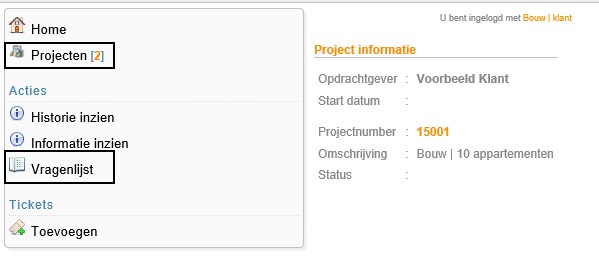 Home
Projecten [2]
Acties
Historie inzien
Informatie inzien
Vragenlijst
Tickets
Toevoegen
U bent ingelogd met Bouw | klant
Project informatie
Opdrachtgever : Voorbeeld Klant
Start datum :
Projectnumber : 15001
Omschrijving : Bouw | 10 appartementen
Status :